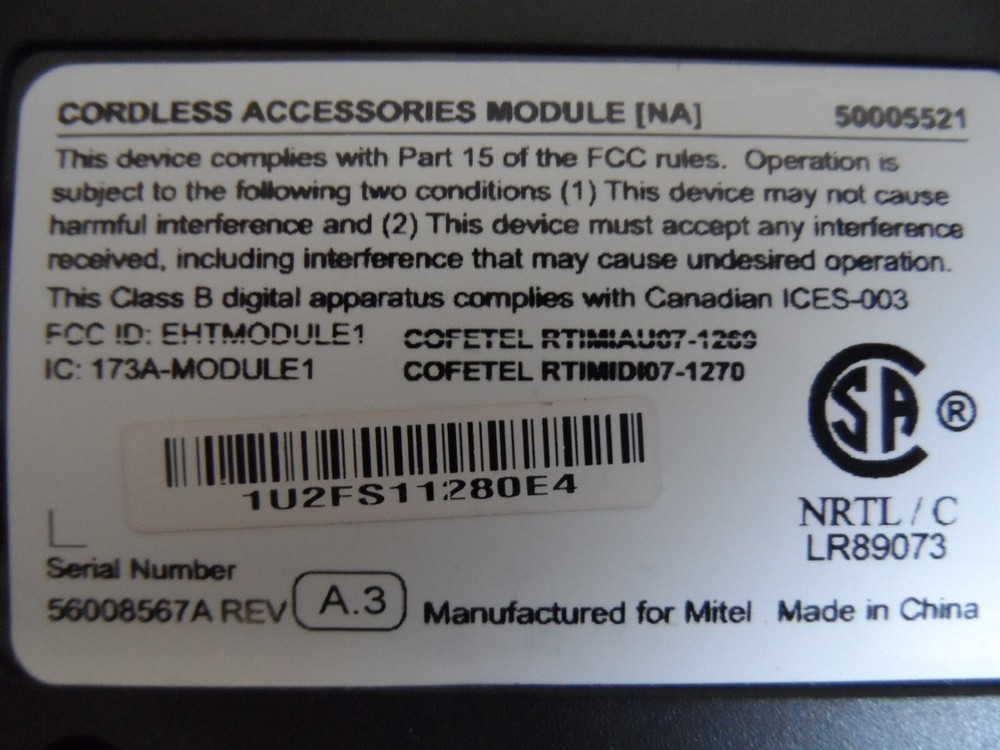 CORDLESS ACCESSORIES MODULE [NA] 50005521
This device complies with Part 15 of the FCC rules. Operation is
subject to the following two conditions (1) This device may not cause
harmful interference and (2) This device must accept any interference
received, including interference that may cause undesired operation.
This Class B digital apparatus complies with Canadian ICES-003
FCC ID: EHTMODULE1 COFETEL RTIMIAU07-1269
IC: 173A-MODULE1 COFETEL RTIMIDI07-1270
SA ®
1U2FS11280E4
NRTL / C
LR89073
Serial Number
56008567A REV A.3 Manufactured for Mitel Made in China